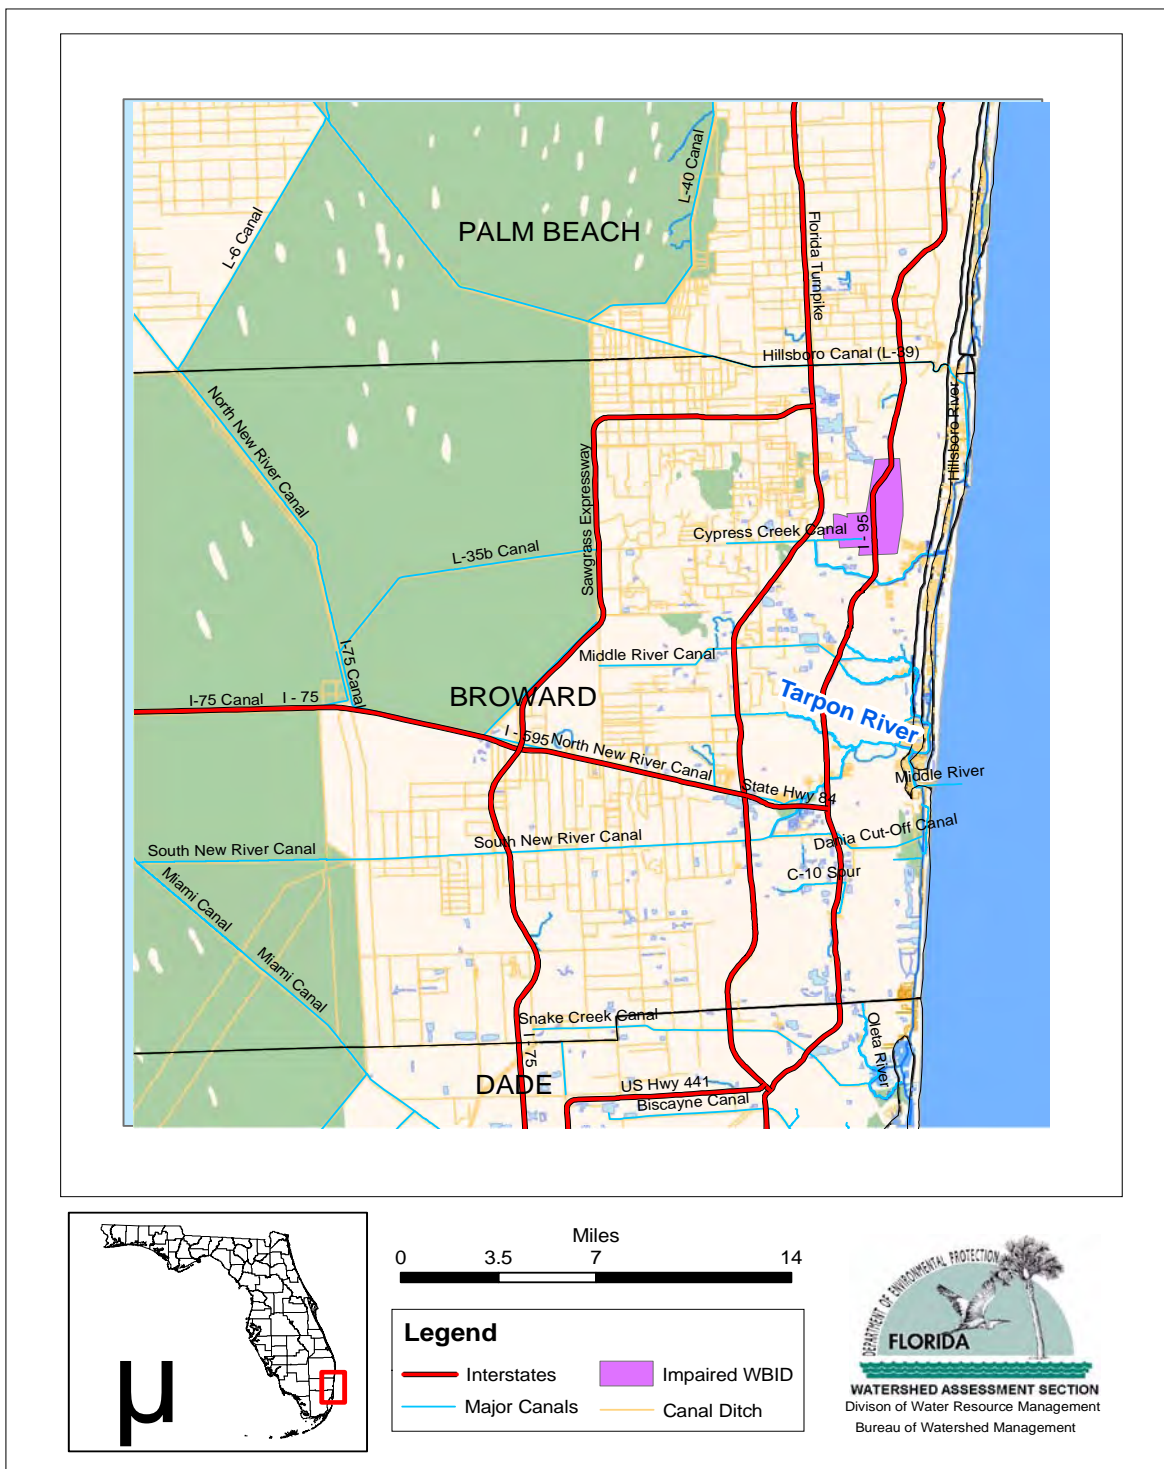 L-40 Canal
PALM BEACH
L-6 Canal
Florida Turnpike
Hillsboro Canal (L-39)
North New River Canal
Hillsboro River
Sawgrass Expressway
Cypress Creek Canal
I - 95
L-35b Canal
Middle River Canal
I-75 Canal
I-75 Canal
I - 75
BROWARD
Tarpon River
I - 595
North New River Canal
Middle River
State Hwy 84
Dania Cut-Off Canal
South New River Canal
South New River Canal
C-10 Spur
Miami Canal
Miami Canal
Snake Creek Canal
Oleta River
I - 75
DADE
US Hwy 441
Biscayne Canal
µ
Miles
0 3.5 7 14
Legend
Interstates
Impaired WBID
Major Canals
Canal Ditch
DEPARTMENT OF ENVIRONMENTAL PROTECTION
FLORIDA
WATERSHED ASSESSMENT SECTION
Divison of Water Resource Management
Bureau of Watershed Management